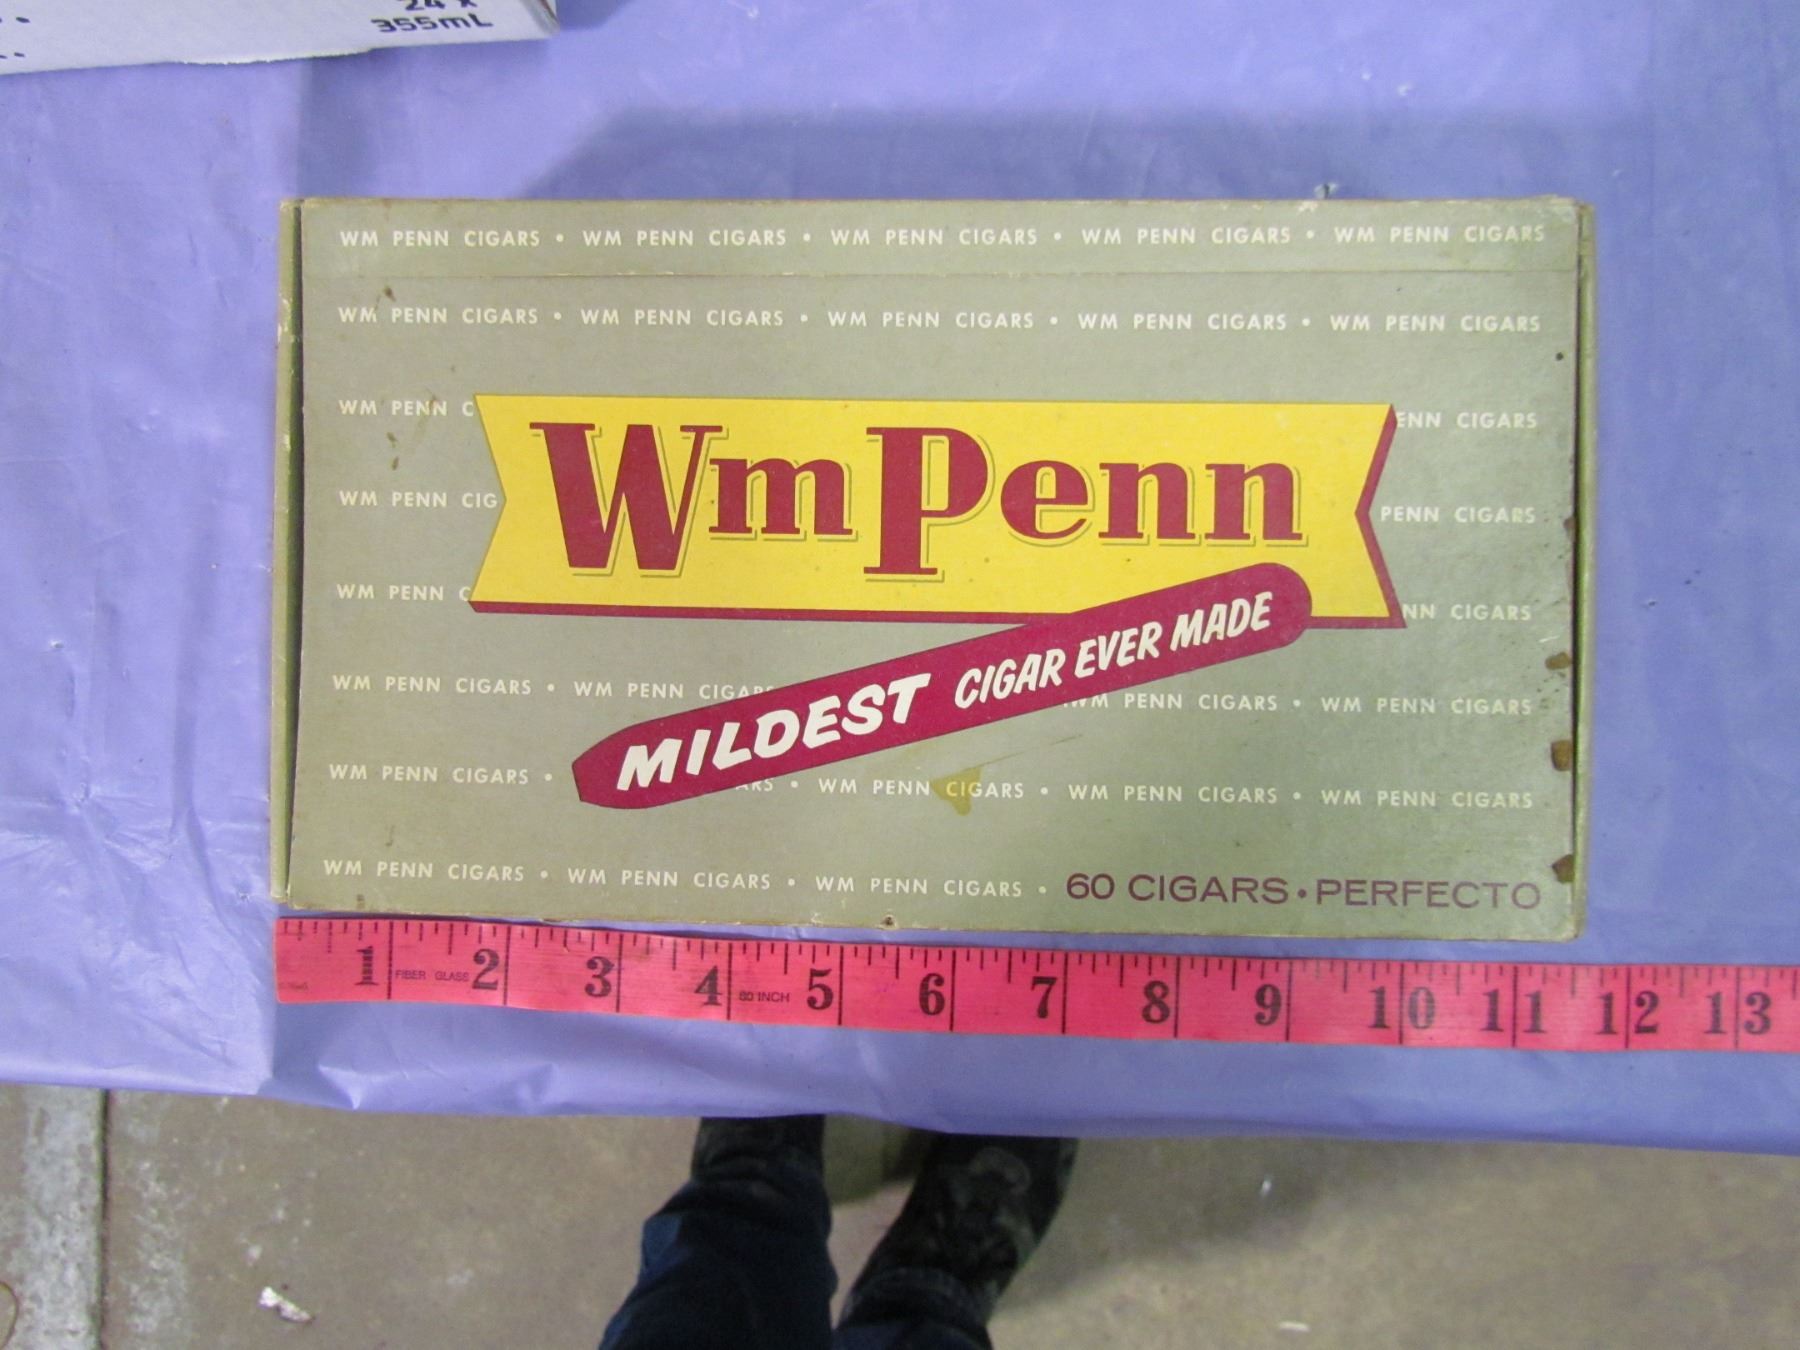 24 x
355mL
WM PENN CIGARS • WM PENN CIGARS • WM PENN CIGARS • WM PENN CIGARS • WM PENN CIGARS
WM PENN CIGARS • WM PENN CIGARS • WM PENN CIGARS • WM PENN CIGARS • WM PENN CIGARS
WM PENN C ENN CIGARS
Wm Penn
WM PENN CIG PENN CIGARS
WM PENN C NN CIGARS
MILDEST CIGAR EVER MADE
WM PENN CIGARS • WM PENN CIGAR WM PENN CIGARS • WM PENN CIGARS
WM PENN CIGARS • ARS • WM PENN CIGARS • WM PENN CIGARS • WM PENN CIGARS
WM PENN CIGARS • WM PENN CIGARS • WM PENN CIGARS • 60 CIGARS • PERFECTO
1 FIBER GLASS 2 3 4 60 INCH 5 6 7 8 9 10 11 12 13